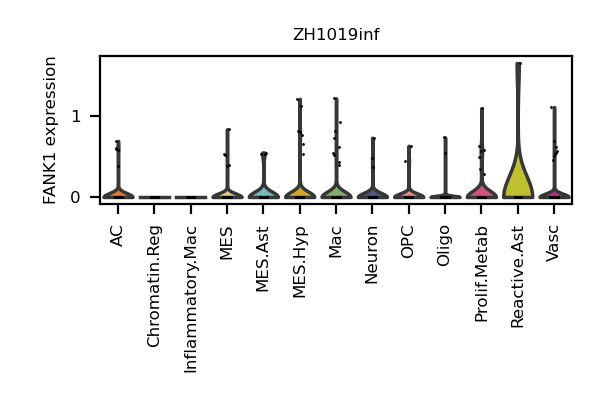 ZH1019inf
FANK1 expression
1
0
AC
Chromatin.Reg
Inflammatory.Mac
MES
MES.Ast
MES.Hyp
Mac
Neuron
OPC
Oligo
Prolif.Metab
Reactive.Ast
Vasc